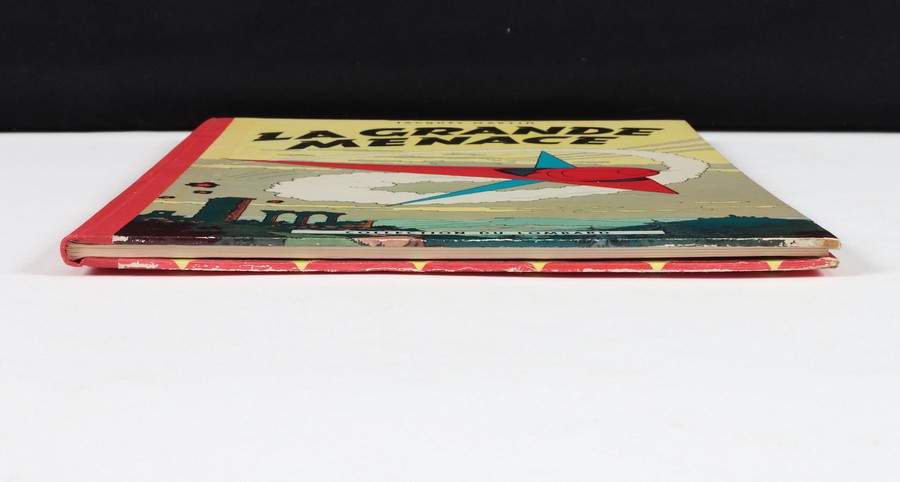 JACQUES MARTIN
LA GRANDE
MENACE
COLLECTION DU LOMBARD